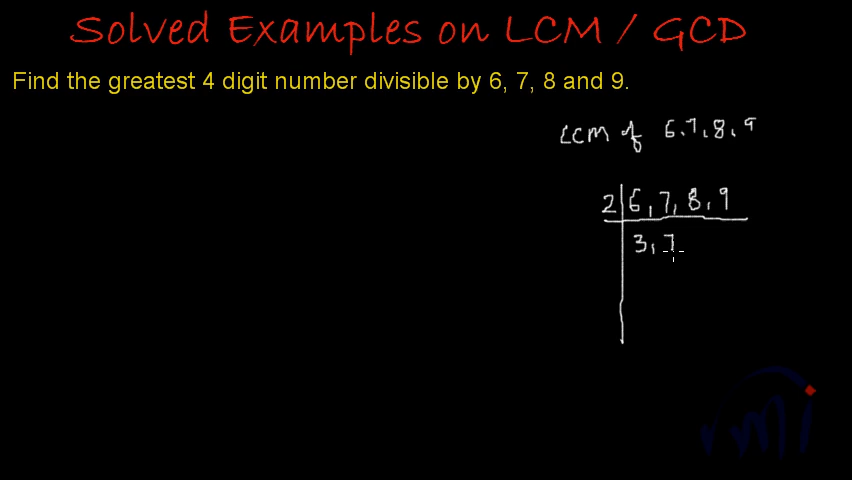 Solved Examples on LCM / GCD
Find the greatest 4 digit number divisible by 6, 7, 8 and 9.
LCM of 6,7,8,9
2 6, 7, 8, 9
3, 7